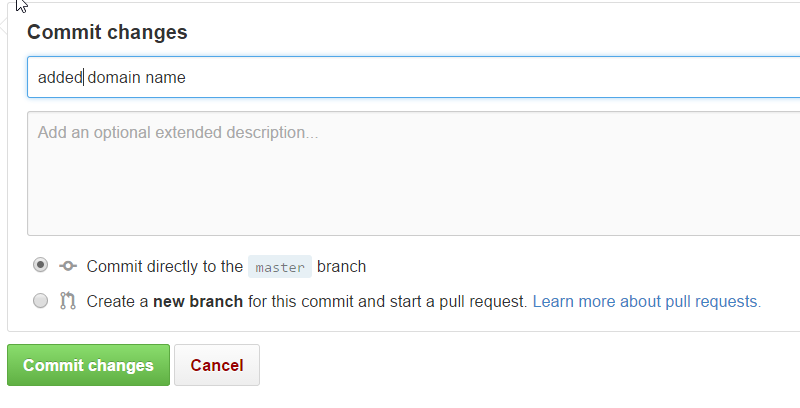 Commit changes
added domain name
Add an optional extended description...
Commit directly to the master branch
Create a new branch for this commit and start a pull request. Learn more about pull requests.
Commit changes Cancel